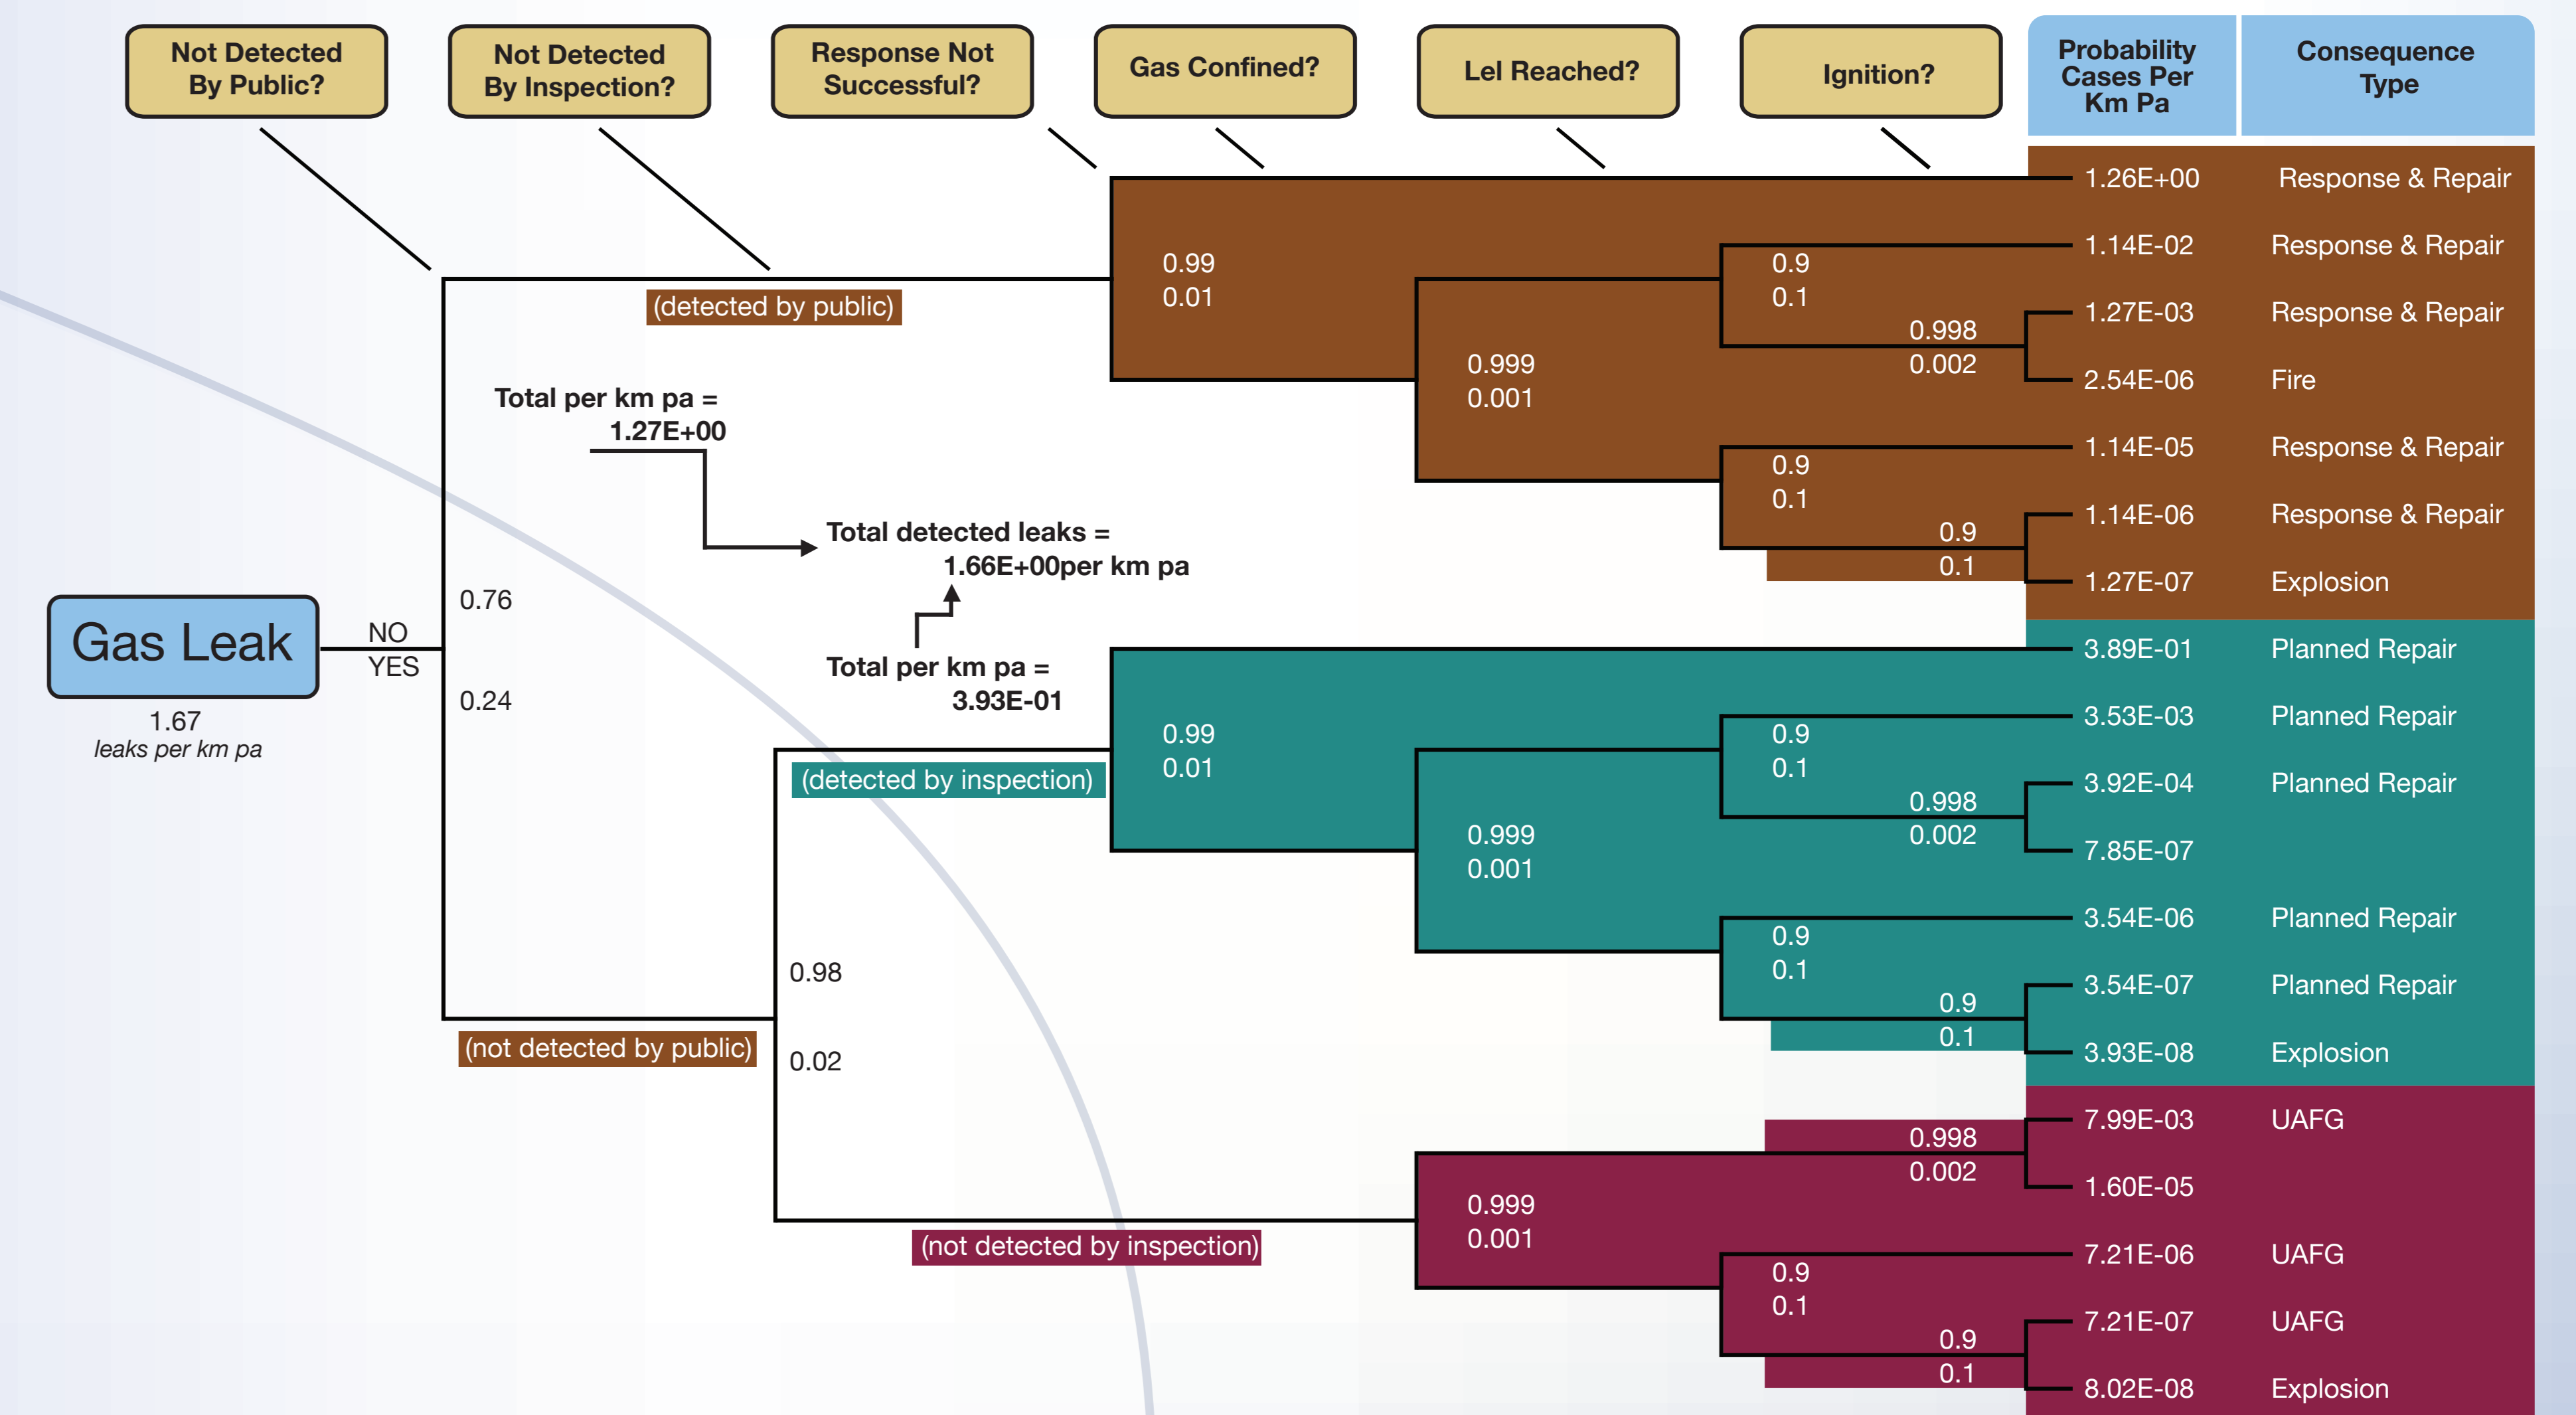 Not Detected
By Public?
Not Detected
By Inspection?
Response Not
Successful?
Gas Confined?
Lel Reached?
Ignition?
Probability
Cases Per
Km Pa
Consequence
Type
1.26E+00 Response & Repair
0.99
0.01
0.9
0.1
1.14E-02 Response & Repair
(detected by public)
0.998
0.002
1.27E-03 Response & Repair
0.999
0.001
2.54E-06 Fire
Total per km pa =
1.27E+00
0.9
0.1
1.14E-05 Response & Repair
Total detected leaks =
1.66E+00per km pa
0.9
0.1
1.14E-06 Response & Repair
1.27E-07 Explosion
0.76
0.24
Gas Leak
NO
YES
1.67
leaks per km pa
Total per km pa =
3.93E-01
3.89E-01 Planned Repair
0.99
0.01
0.9
0.1
3.53E-03 Planned Repair
(detected by inspection)
0.998
0.002
3.92E-04 Planned Repair
0.999
0.001
7.85E-07
0.9
0.1
3.54E-06 Planned Repair
0.98
0.02
0.9
0.1
3.54E-07 Planned Repair
(not detected by public)
3.93E-08 Explosion
0.998
0.002
7.99E-03 UAFG
1.60E-05
0.999
0.001
(not detected by inspection)
0.9
0.1
7.21E-06 UAFG
0.9
0.1
7.21E-07 UAFG
8.02E-08 Explosion